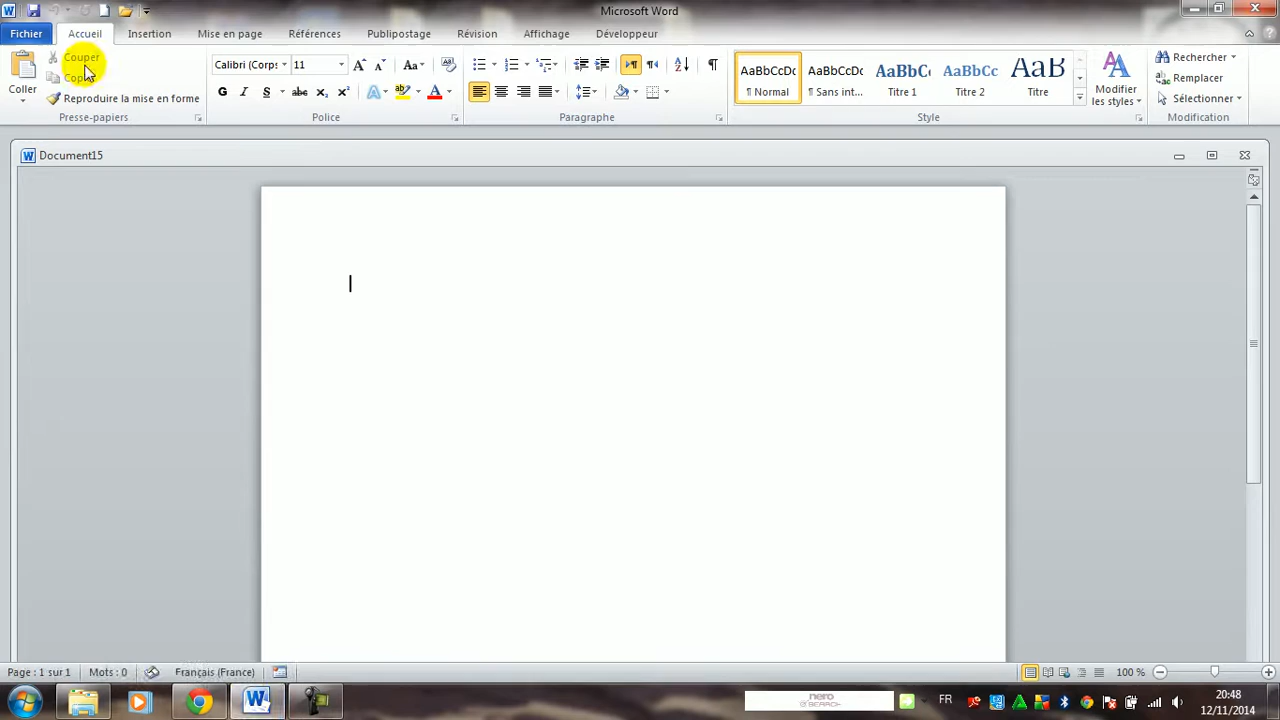 Microsoft Word
Fichier Accueil Insertion Mise en page Références Publipostage Révision Affichage Développeur
Couper
Coller
Reproduire la mise en forme
Presse-papiers
Calibri (Corps 11
Police
Paragraphe
AaBbCcDc AaBbCcDc AaBbC AaBbCc AaB
¶ Normal ¶ Sans int... Titre 1 Titre 2 Titre
Style
Modifier
les styles
Rechercher
Remplacer
Sélectionner
Modification
Document15
Page : 1 sur 1 Mots : 0 Français (France) 100 %
nero
SEARCH
FR
20:48
12/11/2014